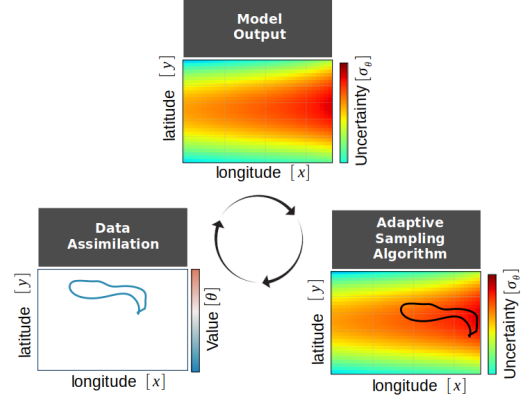 Model
Output
latitude [y]
Uncertainty [σθ]
longitude [x]
Data
Assimilation
latitude [y]
Value [θ]
longitude [x]
Adaptive
Sampling
Algorithm
latitude [y]
Uncertainty [σθ]
longitude [x]